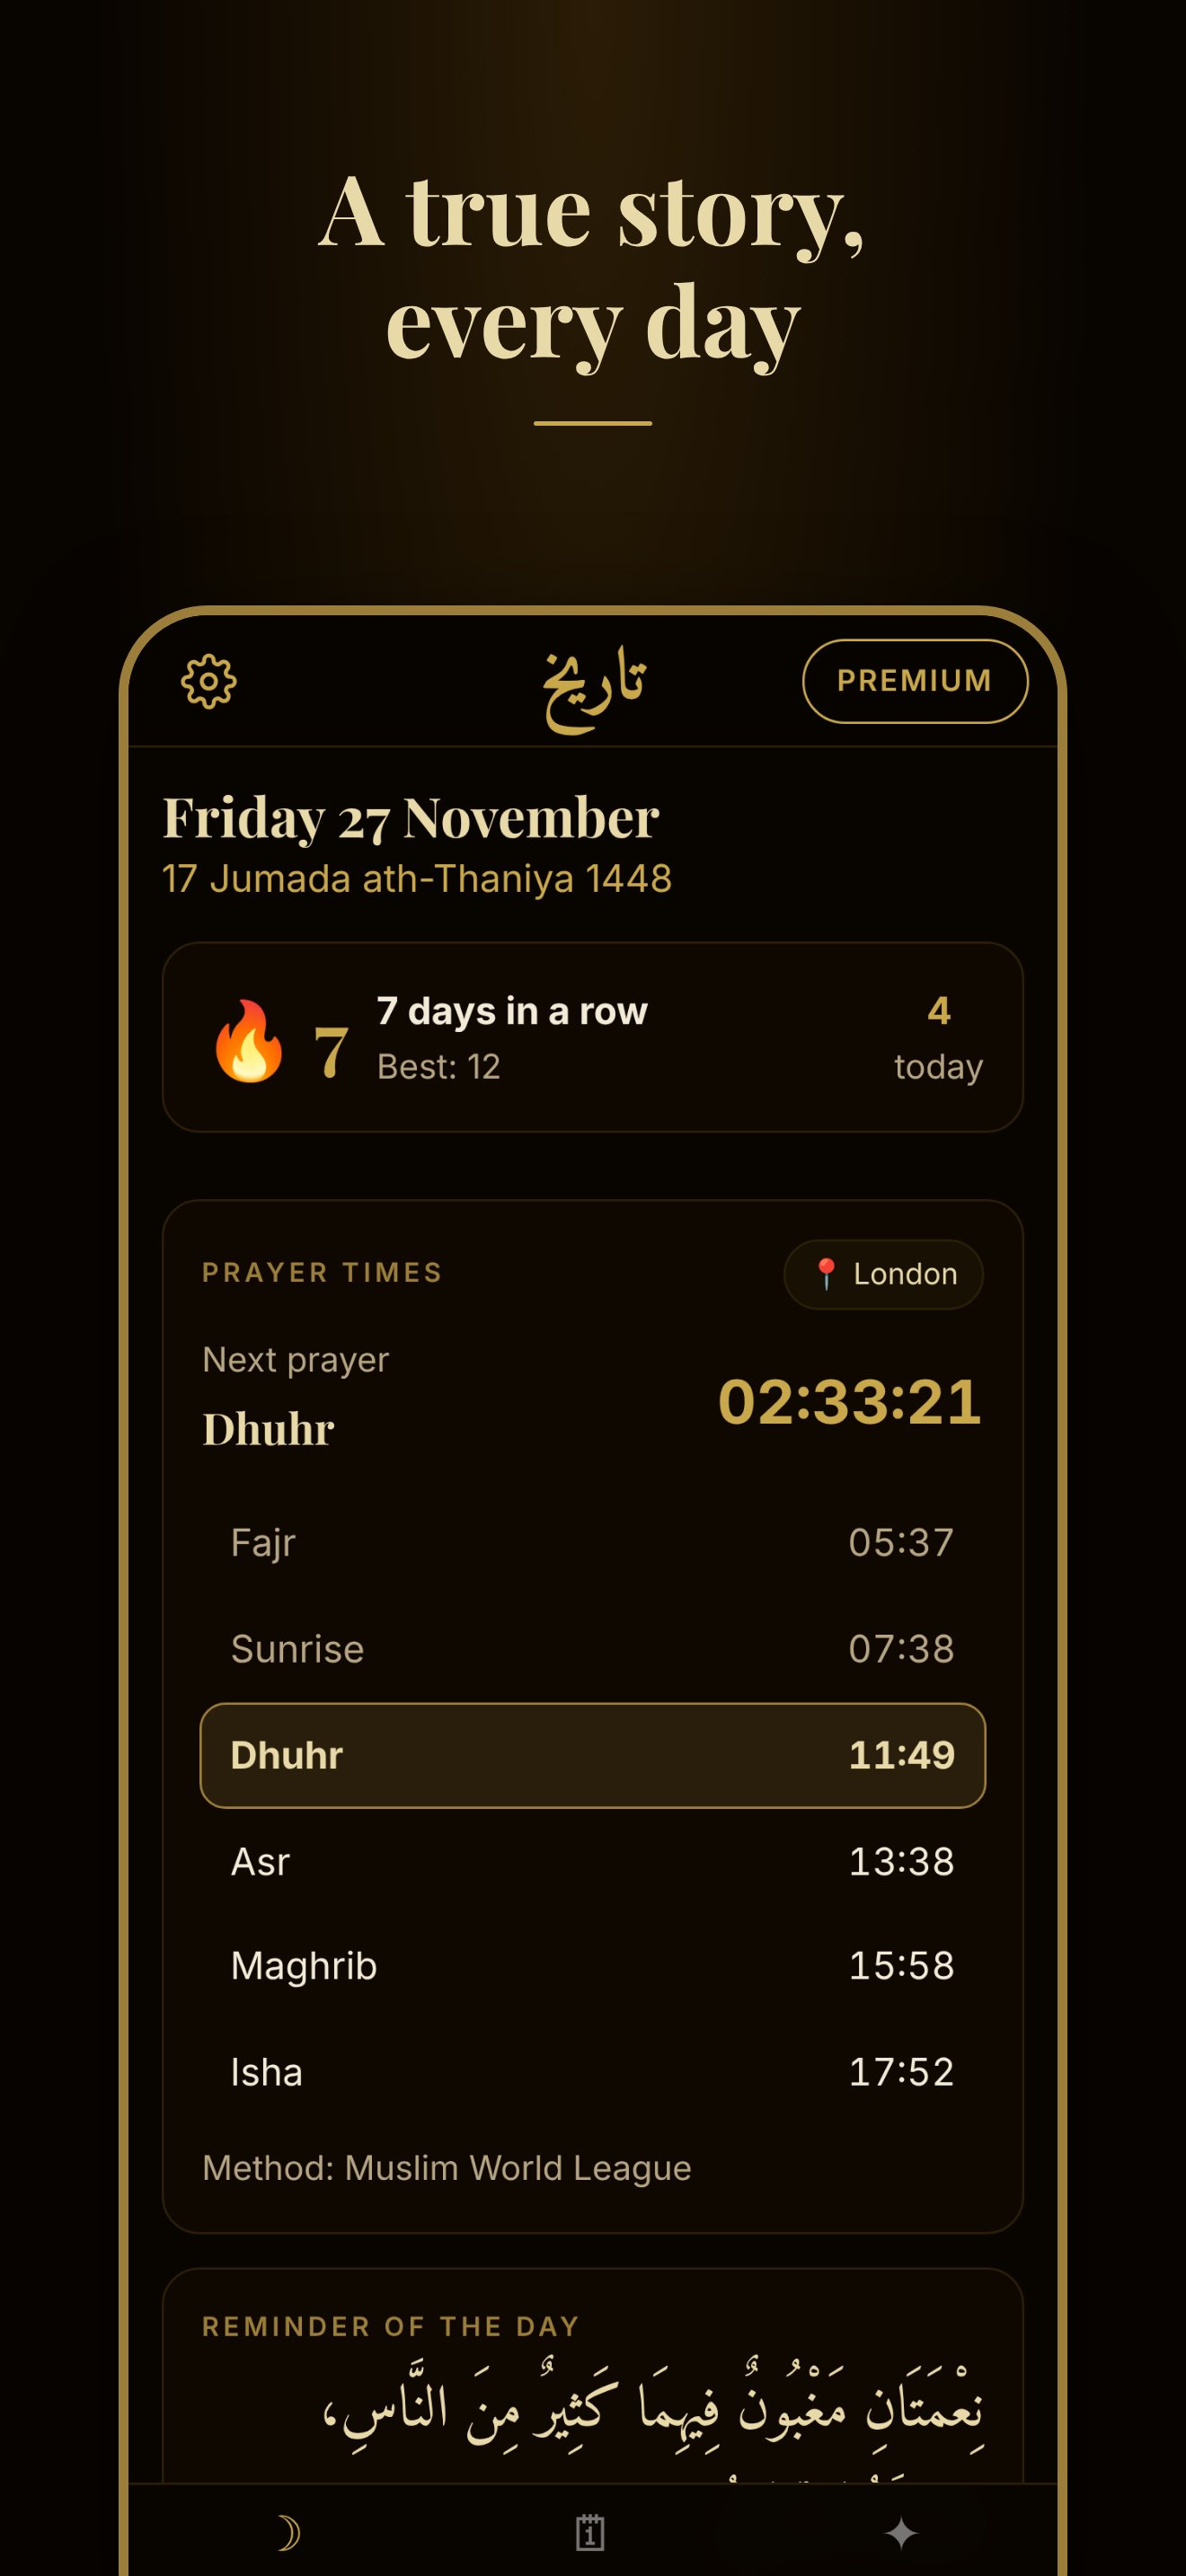 A true story,
every day
تاريخ
PREMIUM
Friday 27 November
17 Jumada ath-Thaniya 1448
7
7 days in a row
4
Best: 12
today
PRAYER TIMES
London
Next prayer
Dhuhr
02:33:21
Fajr 05:37
Sunrise 07:38
Dhuhr 11:49
Asr 13:38
Maghrib 15:58
Isha 17:52
Method: Muslim World League
REMINDER OF THE DAY
نِعْمَتَانِ مَغْبُونٌ فِيهِمَا كَثِيرٌ مِنَ النَّاسِ،
1